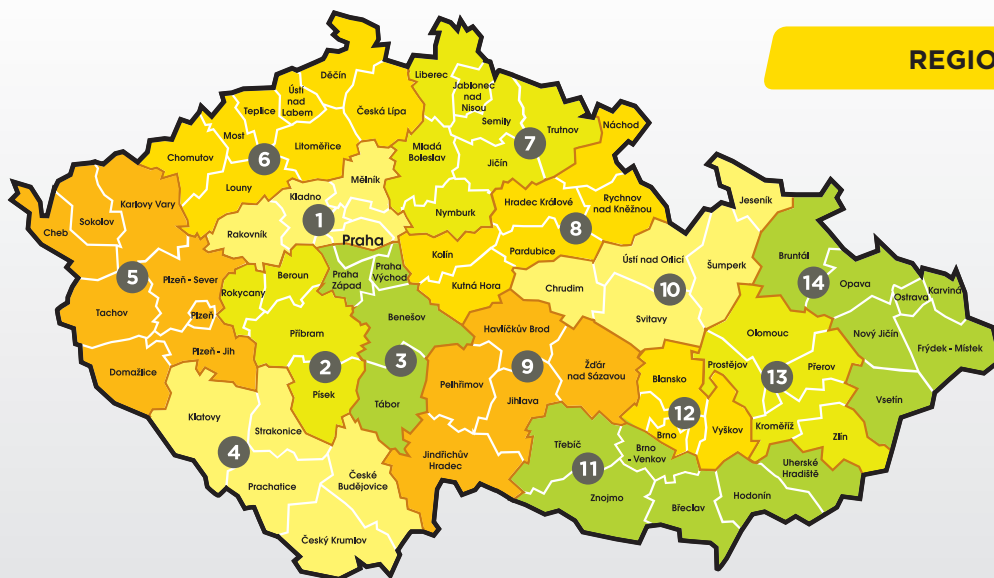 REGIO
Děčín
Liberec
Ústí
nad
Labem
Jablonec
nad
Nisou
Teplice
Česká Lípa
Semily
Trutnov
Náchod
Most
Litoměřice
Mladá
Boleslav
7
Chomutov
6
Jičín
Louny
Mělník
Kladno
Karlovy Vary
Hradec Králové
Rychnov
nad Kněžnou
Jeseník
Sokolov
Nymburk
Cheb
Rakovník
1
Praha
8
Pardubice
Kolín
Ústí nad Orlicí
Šumperk
Bruntál
5
Plzeň - Sever
Rokycany
Beroun
Praha
Západ
Praha
Východ
Kutná Hora
Chrudim
10
14
Opava
Ostrava
Karviná
Tachov
Plzeň
Benešov
Svitavy
Příbram
Havlíčkův Brod
Olomouc
Nový Jičín
Frýdek - Místek
Plzeň - Jih
Domažlice
2
3
9
Žďár
nad Sázavou
Prostějov
Přerov
Pelhřimov
Blansko
13
Písek
Jihlava
Tábor
12
Vsetín
Klatovy
Strakonice
Brno
Vyškov
Kroměříž
Zlín
4
Třebíč
Brno
- Venkov
Jindřichův
Hradec
11
Uherské
Hradiště
Prachatice
České
Budějovice
Znojmo
Břeclav
Hodonín
Český Krumlov